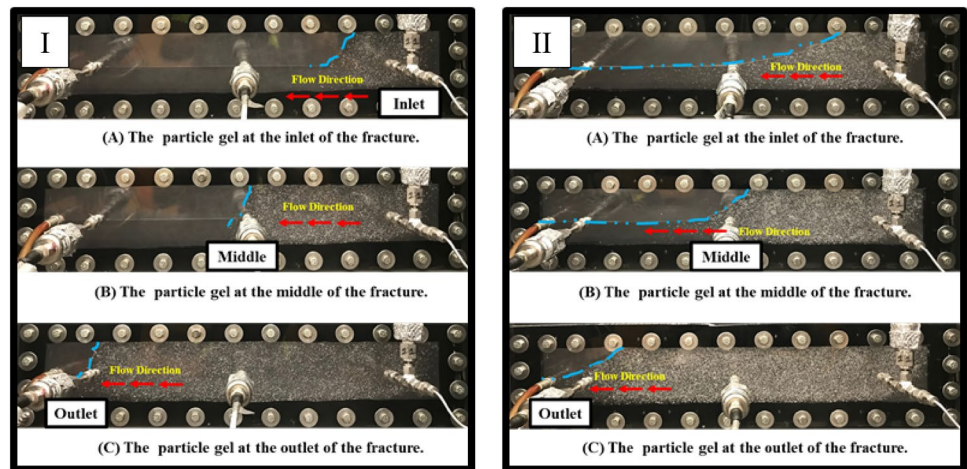 I
Flow Direction
Inlet
(A) The particle gel at the inlet of the fracture.
Flow Direction
Middle
(B) The particle gel at the middle of the fracture.
Flow Direction
Outlet
(C) The particle gel at the outlet of the fracture.
II
Flow Direction
(A) The particle gel at the inlet of the fracture.
Flow Direction
Middle
(B) The particle gel at the middle of the fracture.
Flow Direction
Outlet
(C) The particle gel at the outlet of the fracture.